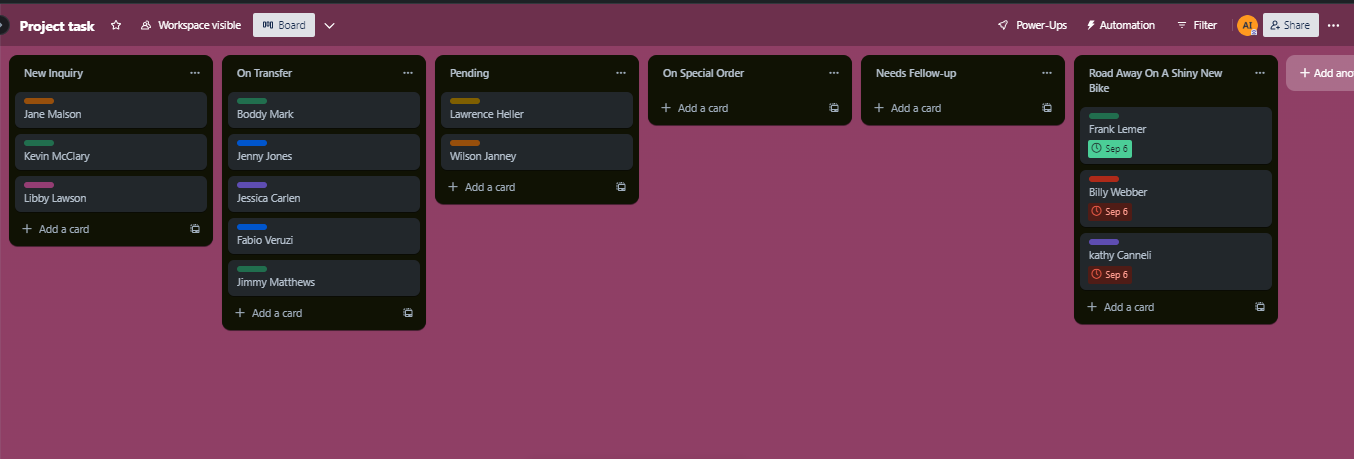 Project task
Workspace visible
Board
Power-Ups
Automation
Filter
AI
Share
New Inquiry
Jane Malson
Kevin McClary
Libby Lawson
Add a card
On Transfer
Boddy Mark
Jenny Jones
Jessica Carlen
Fabio Veruzi
Jimmy Matthews
Add a card
Pending
Lawrence Heller
Wilson Janney
Add a card
On Special Order
Add a card
Needs Fellow-up
Add a card
Road Away On A Shiny New
Bike
Frank Lemer
Sep 6
Billy Webber
Sep 6
kathy Canneli
Sep 6
Add a card
Add ano